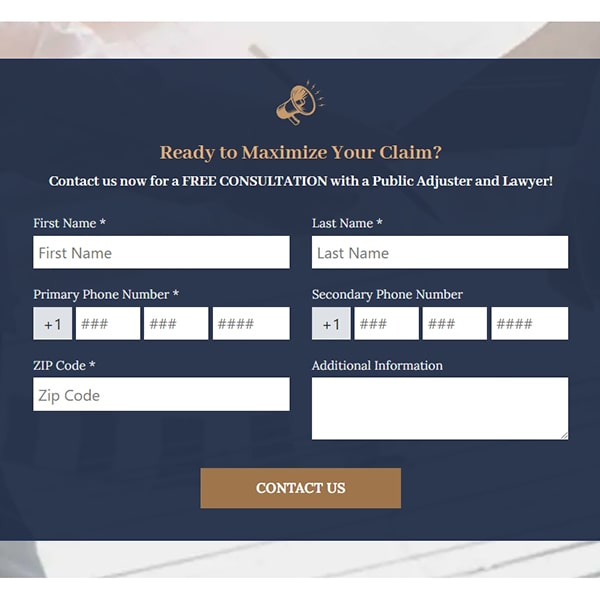 Ready to Maximize Your Claim?
Contact us now for a FREE CONSULTATION with a Public Adjuster and Lawyer!
First Name *
Last Name *
First Name
Last Name
Primary Phone Number *
Secondary Phone Number
+1 ### ### ####
+1 ### ### ####
ZIP Code *
Additional Information
Zip Code
CONTACT US